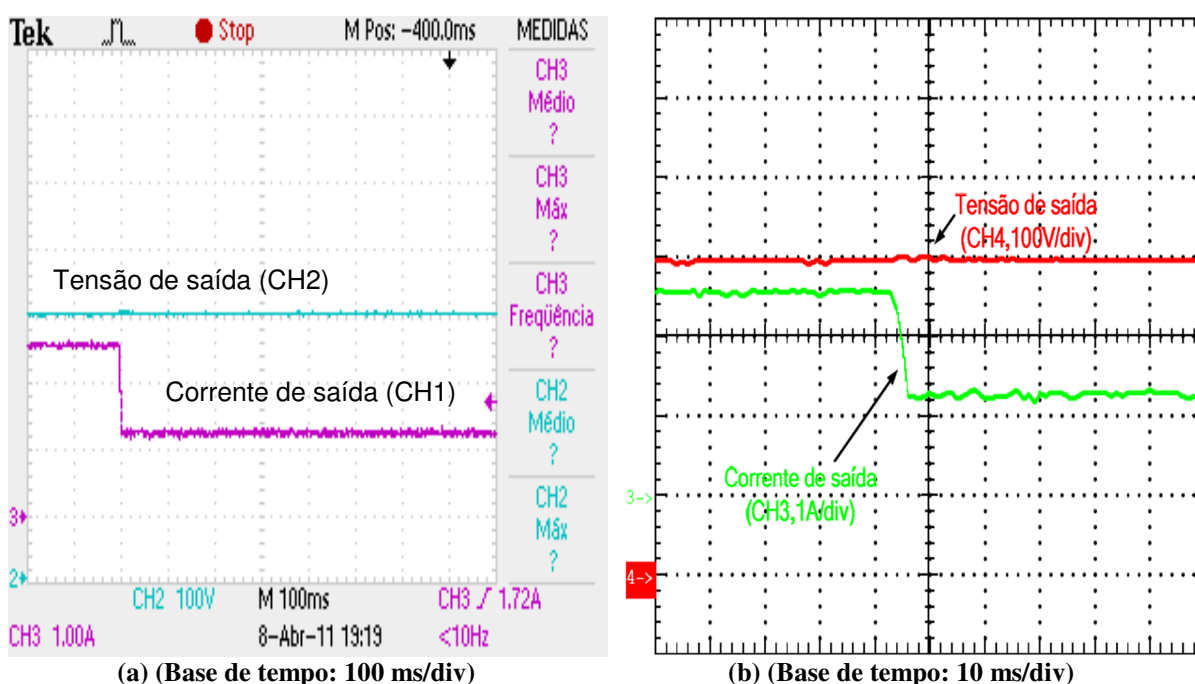 Tek Stop M Pos: -400.0ms MEDIDAS
CH3
Médio
?
CH3
Máx
?
CH3
Freqüência
?
CH2
Médio
?
CH2
Máx
?
Tensão de saída (CH2)
Corrente de saída (CH1)
3
2
CH2 100V M 100ms CH3 1.72A
CH3 1.00A 8-Abr-11 19:19 <10Hz
(a) (Base de tempo: 100 ms/div)
Tensão de saída
(CH4,100V/div)
Corrente de saída
(CH3,1A/div)
3->
4->
(b) (Base de tempo: 10 ms/div)